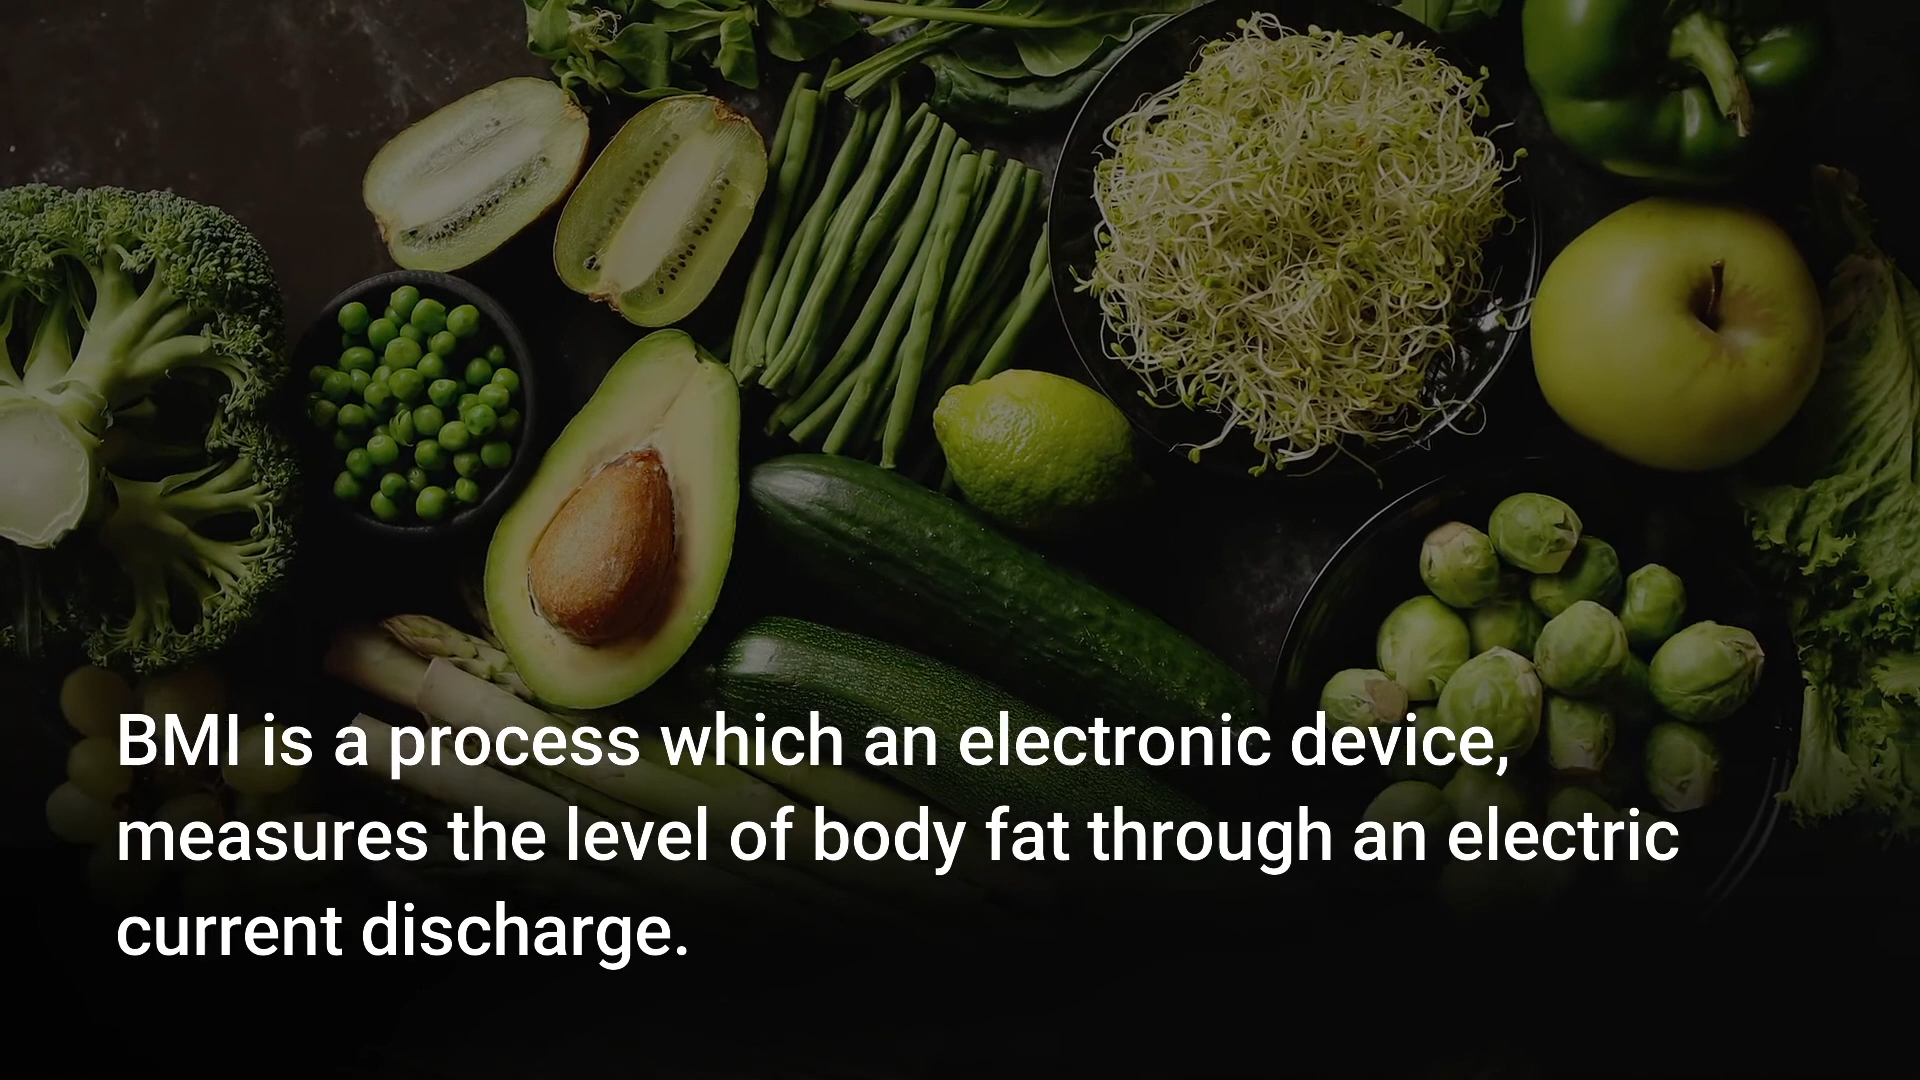 BMI is a process which an electronic device,
measures the level of body fat through an electric
current discharge.